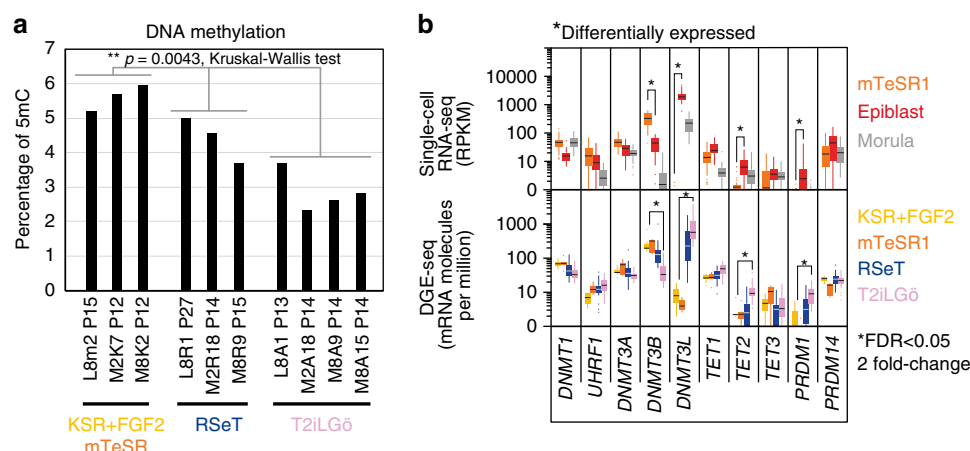 a
DNA methylation
** p = 0.0043, Kruskal-Wallis test
Percentage of 5mC
7
6
5
4
3
2
1
0
L8m2 P15
M2K7 P12
M8K2 P12
L8R1 P27
M2R18 P14
M8R9 P15
L8A1 P13
M2A18 P14
M8A9 P14
M8A15 P14
KSR+FGF2
mTeSR
RSeT
T2iLGö
b
*Differentially expressed
Single-cell
RNA-seq
(RPKM)
10000
1000
100
10
0
* * * *
mTeSR1
Epiblast
Morula
DGE-seq
(mRNA molecules
per million)
1000
100
10
0
* * * *
KSR+FGF2
mTeSR1
RSeT
T2iLGö
*FDR<0.05
2 fold-change
DNMT1
UHRF1
DNMT3A
DNMT3B
DNMT3L
TET1
TET2
TET3
PRDM1
PRDM14